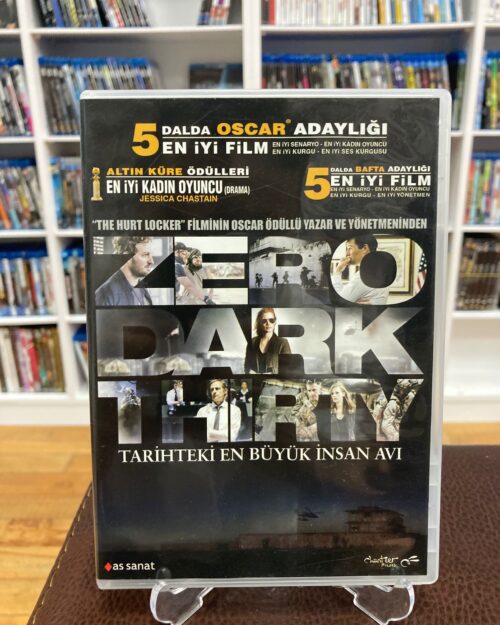 5 DALDA OSCAR® ADAYLIĞI
EN İYİ FİLM
EN İYİ SENARYO - EN İYİ KADIN OYUNCU
EN İYİ KURGU - EN İYİ SES KURGUSU
ALTIN KÜRE ÖDÜLLERİ
EN İYİ KADIN OYUNCU (DRAMA)
JESSICA CHASTAIN
5 DALDA BAFTA ADAYLIĞI
EN İYİ FİLM
EN İYİ SENARYO - EN İYİ KADIN OYUNCU
EN İYİ KURGU - EN İYİ YÖNETMEN
"THE HURT LOCKER" FİLMİNİN OSCAR ÖDÜLLÜ YAZAR VE YÖNETMENİNDEN
ZERO
DARK
THIRTY
TARİHTEKİ EN BÜYÜK İNSAN AVI
as sanat